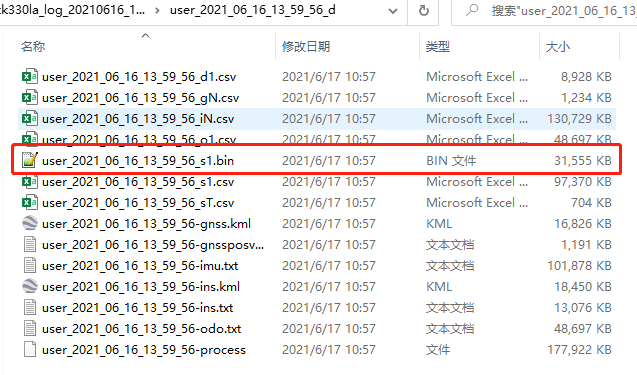 ck330la_log_20210616_1... > user_2021_06_16_13_59_56_d 搜索"user_2021_06_16_13
名称 修改日期 类型 大小
user_2021_06_16_13_59_56_d1.csv 2021/6/17 10:57 Microsoft Excel ... 8,928 KB
user_2021_06_16_13_59_56_gN.csv 2021/6/17 10:57 Microsoft Excel ... 1,234 KB
user_2021_06_16_13_59_56_iN.csv 2021/6/17 10:57 Microsoft Excel ... 130,729 KB
user_2021_06_16_13_59_56_o1.csv 2021/6/17 10:57 Microsoft Excel ... 48,697 KB
user_2021_06_16_13_59_56_s1.bin 2021/6/17 10:57 BIN 文件 31,555 KB
user_2021_06_16_13_59_56_s1.csv 2021/6/17 10:57 Microsoft Excel ... 97,370 KB
user_2021_06_16_13_59_56_sT.csv 2021/6/17 10:57 Microsoft Excel ... 704 KB
user_2021_06_16_13_59_56-gnss.kml 2021/6/17 10:57 KML 16,826 KB
user_2021_06_16_13_59_56-gnssposv... 2021/6/17 10:57 文本文档 1,191 KB
user_2021_06_16_13_59_56-imu.txt 2021/6/17 10:57 文本文档 101,878 KB
user_2021_06_16_13_59_56-ins.kml 2021/6/17 10:57 KML 18,450 KB
user_2021_06_16_13_59_56-ins.txt 2021/6/17 10:57 文本文档 13,076 KB
user_2021_06_16_13_59_56-odo.txt 2021/6/17 10:57 文本文档 48,697 KB
user_2021_06_16_13_59_56-process 2021/6/17 10:57 文件 177,922 KB